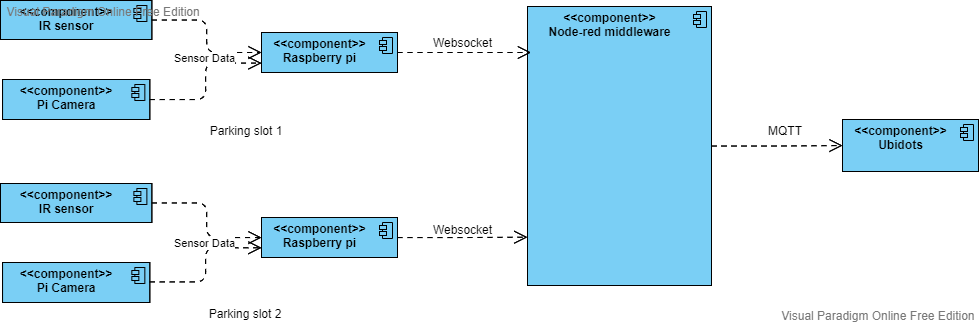 Visual Paradigm Online Free Edition
<<component>>
IR sensor
<<component>>
Pi Camera
Sensor Data
<<component>>
Raspberry pi
Parking slot 1
Websocket
<<component>>
Node-red middleware
MQTT
<<component>>
Ubidots
<<component>>
IR sensor
<<component>>
Pi Camera
Sensor Data
<<component>>
Raspberry pi
Websocket
Parking slot 2
Visual Paradigm Online Free Edition